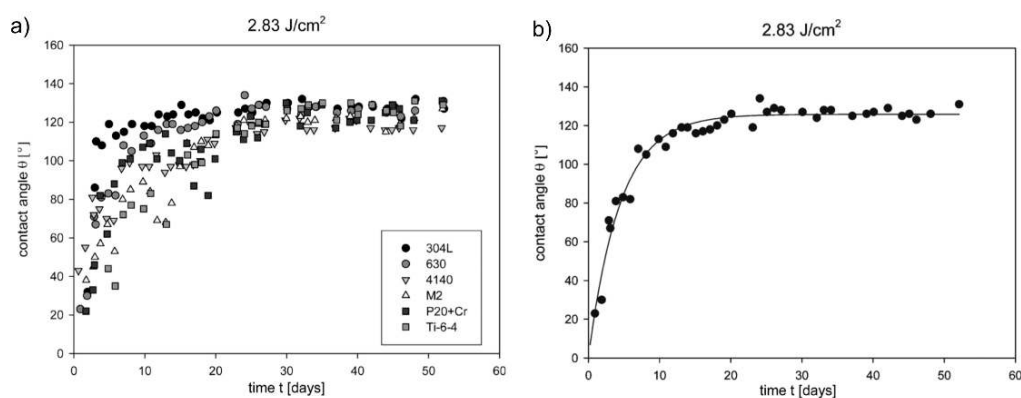 a)
2.83 J/cm²
160
140
120
100
80
60
40
20
0
contact angle θ [°]
304L
630
4140
M2
P20+Cr
Ti-6-4
0 10 20 30 40 50 60
time t [days]
b)
2.83 J/cm²
160
140
120
100
80
60
40
20
0
contact angle θ [°]
0 10 20 30 40 50 60
time t [days]